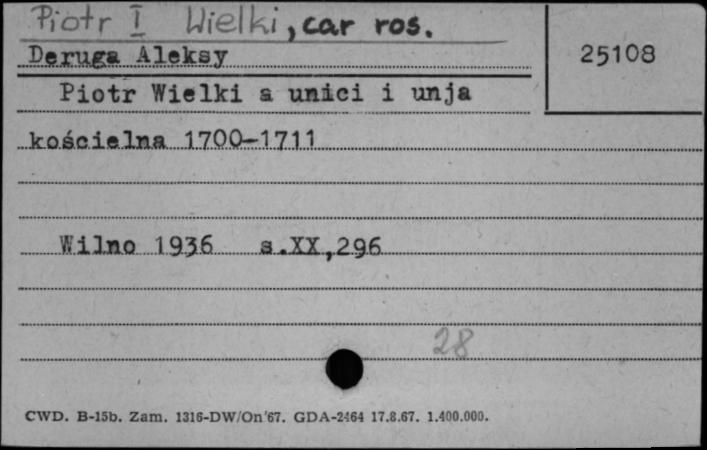 Piotr I Wielki, car ros.
Deruga Aleksy
25108
Piotr Wielki a unici i unja
kościelna 1700-1711
Wilno 1936 s.XX,296
28
CWD. B-15b. Zam. 1316-DW/On'67. GDA-2464 17.8.67. 1.400.000.